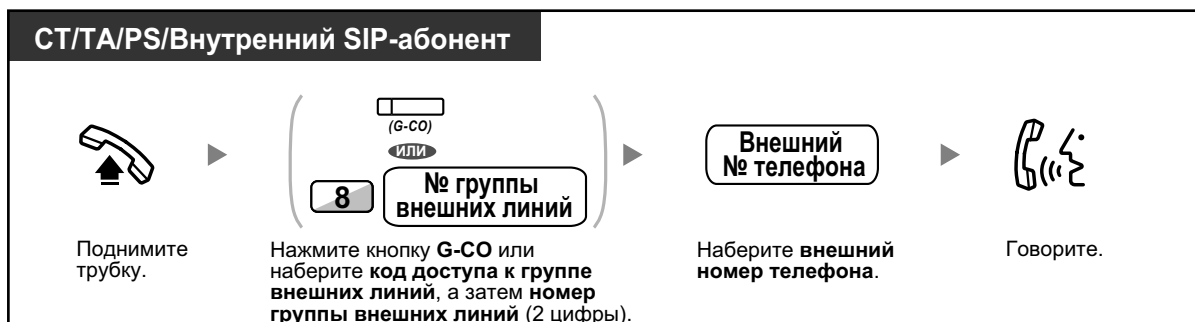 СТ/ТА/PS/Внутренний SIP-абонент
(G-CO)
ИЛИ
8
№ группы
внешних линий
Внешний
№ телефона
Поднимите
трубку.
Нажмите кнопку G-CO или
наберите код доступа к группе
внешних линий, а затем номер
группы внешних линий (2 цифры).
Наберите внешний
номер телефона.
Говорите.